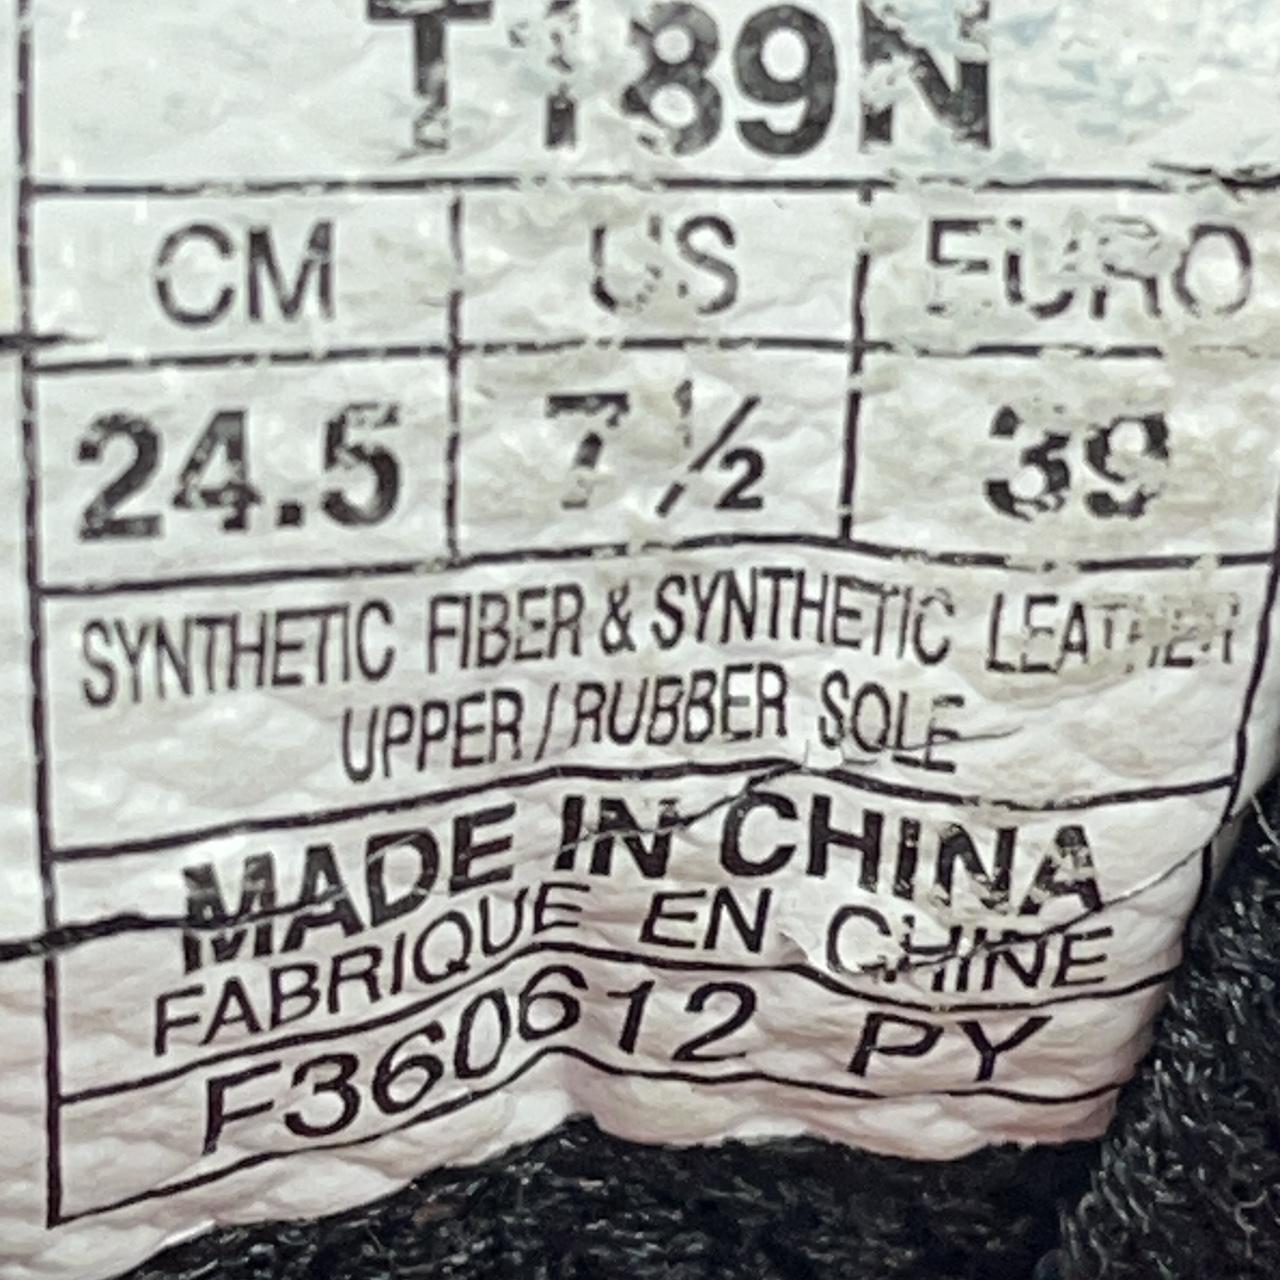 T189N
CM US EURO
24.5 7 ½ 39
SYNTHETIC FIBER & SYNTHETIC LEATHER
UPPER / RUBBER SOLE
MADE IN CHINA
FABRIQUE EN CHINE
F360612 PY